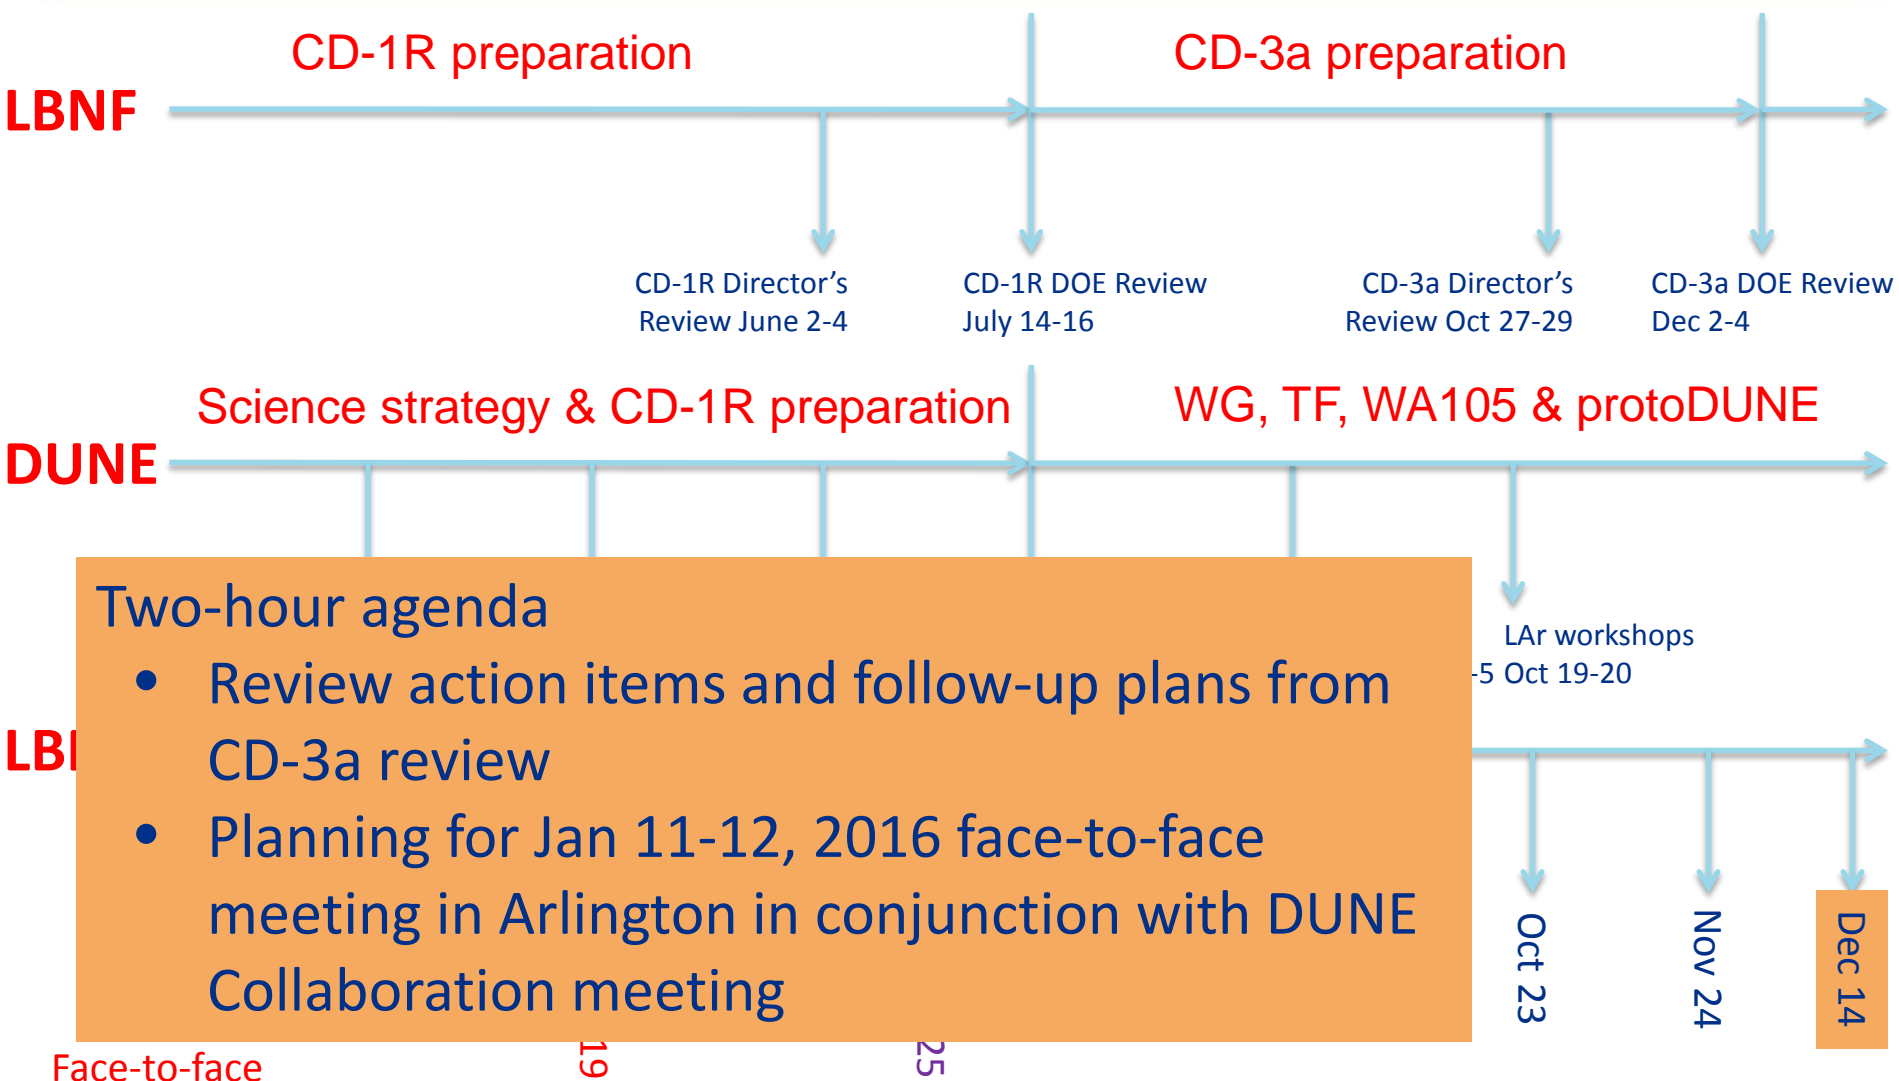 CD-1R preparation
CD-3a preparation
LBNF
CD-1R Director’s
Review June 2-4
CD-1R DOE Review
July 14-16
CD-3a Director’s
Review Oct 27-29
CD-3a DOE Review
Dec 2-4
Science strategy & CD-1R preparation
WG, TF, WA105 & protoDUNE
DUNE
Two-hour agenda
• Review action items and follow-up plans from
CD-3a review
• Planning for Jan 11-12, 2016 face-to-face
meeting in Arlington in conjunction with DUNE
Collaboration meeting
LAr workshops
-5 Oct 19-20
Oct 23
Nov 24
Dec 14
19
25
Face-to-face